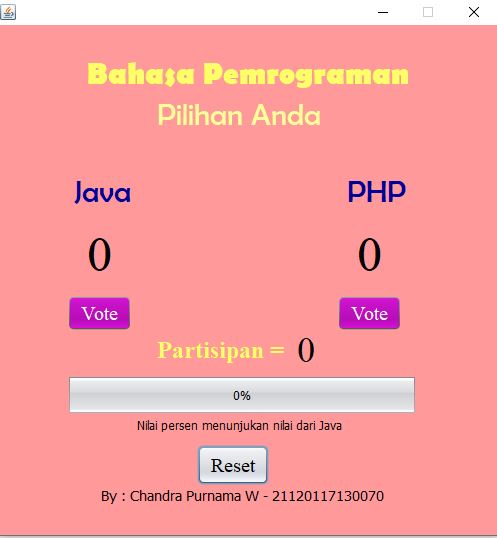 Bahasa Pemrograman
Pilihan Anda
Java PHP
0 0
Vote Vote
Partisipan = 0
0%
Nilai persen menunjukan nilai dari Java
Reset
By : Chandra Purnama W - 21120117130070